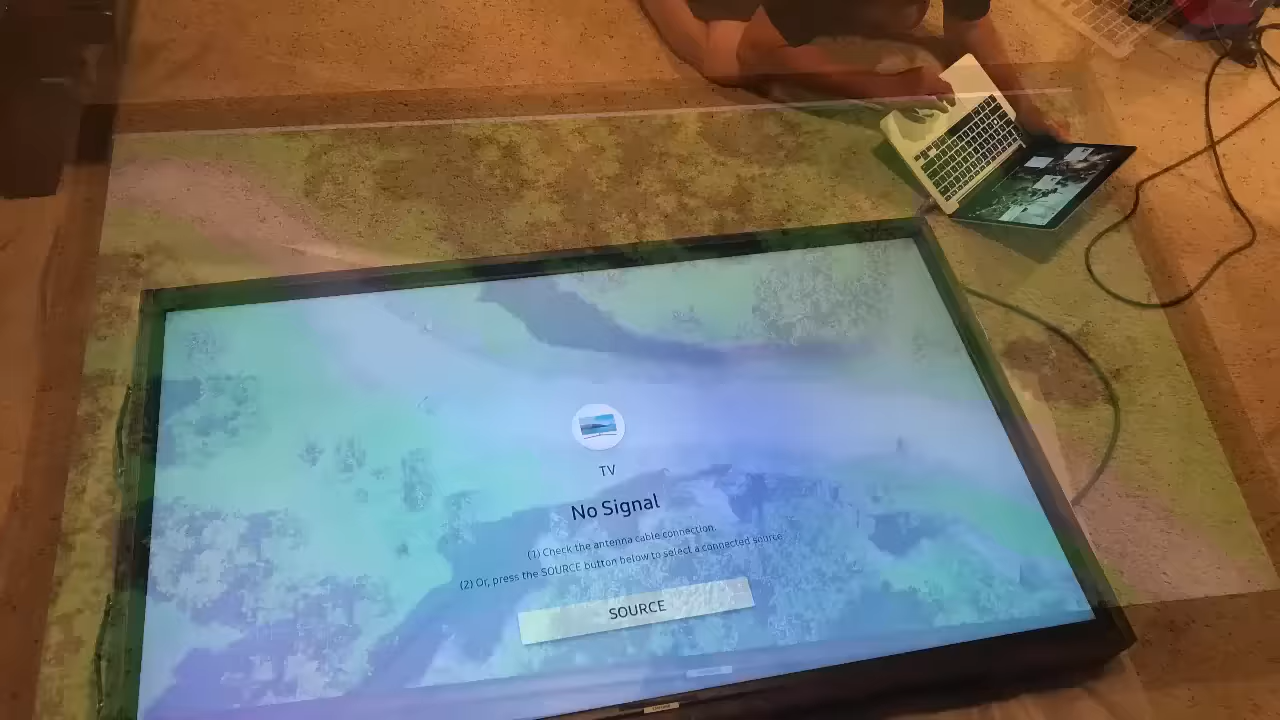 TV
No Signal
(1) Check the antenna cable connection.
(2) Or, press the SOURCE button below to select a connected source.
SOURCE